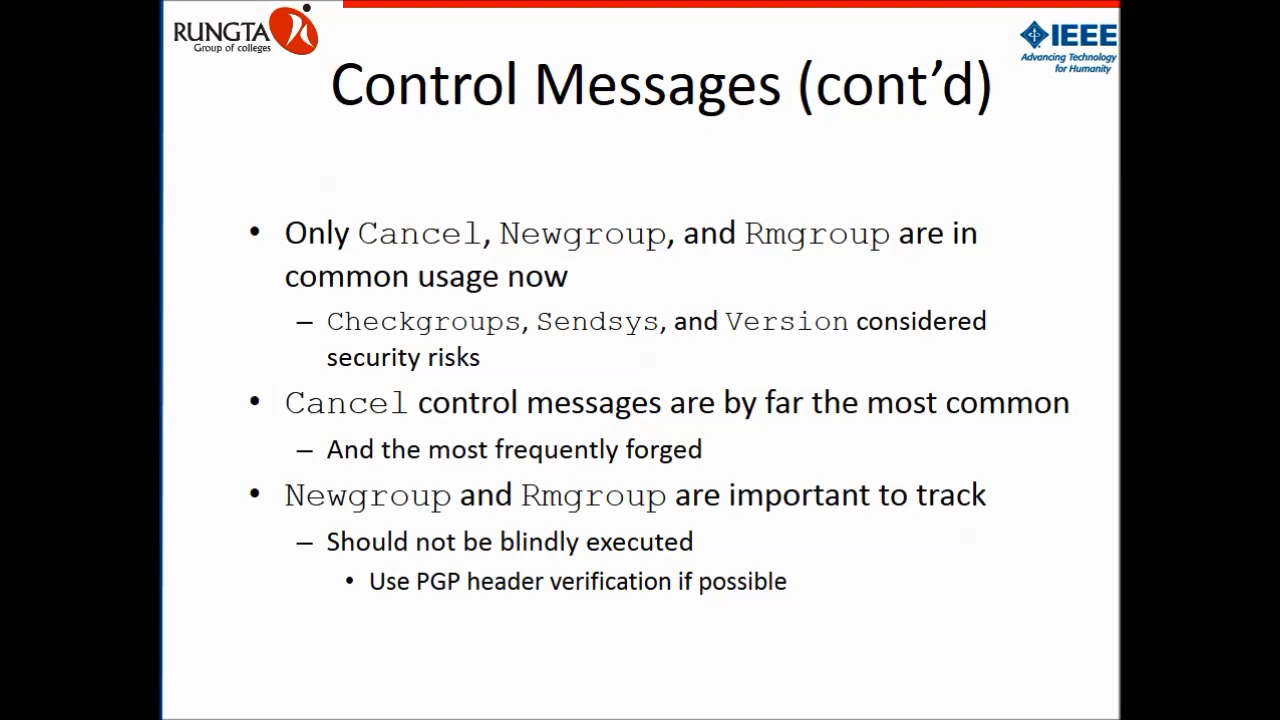 RUNGTA
Group of colleges
IEEE
Advancing Technology
for Humanity
Control Messages (cont’d)
• Only Cancel, Newgroup, and Rmgroup are in
common usage now
– Checkgroups, Sendsys, and Version considered
security risks
• Cancel control messages are by far the most common
– And the most frequently forged
• Newgroup and Rmgroup are important to track
– Should not be blindly executed
• Use PGP header verification if possible